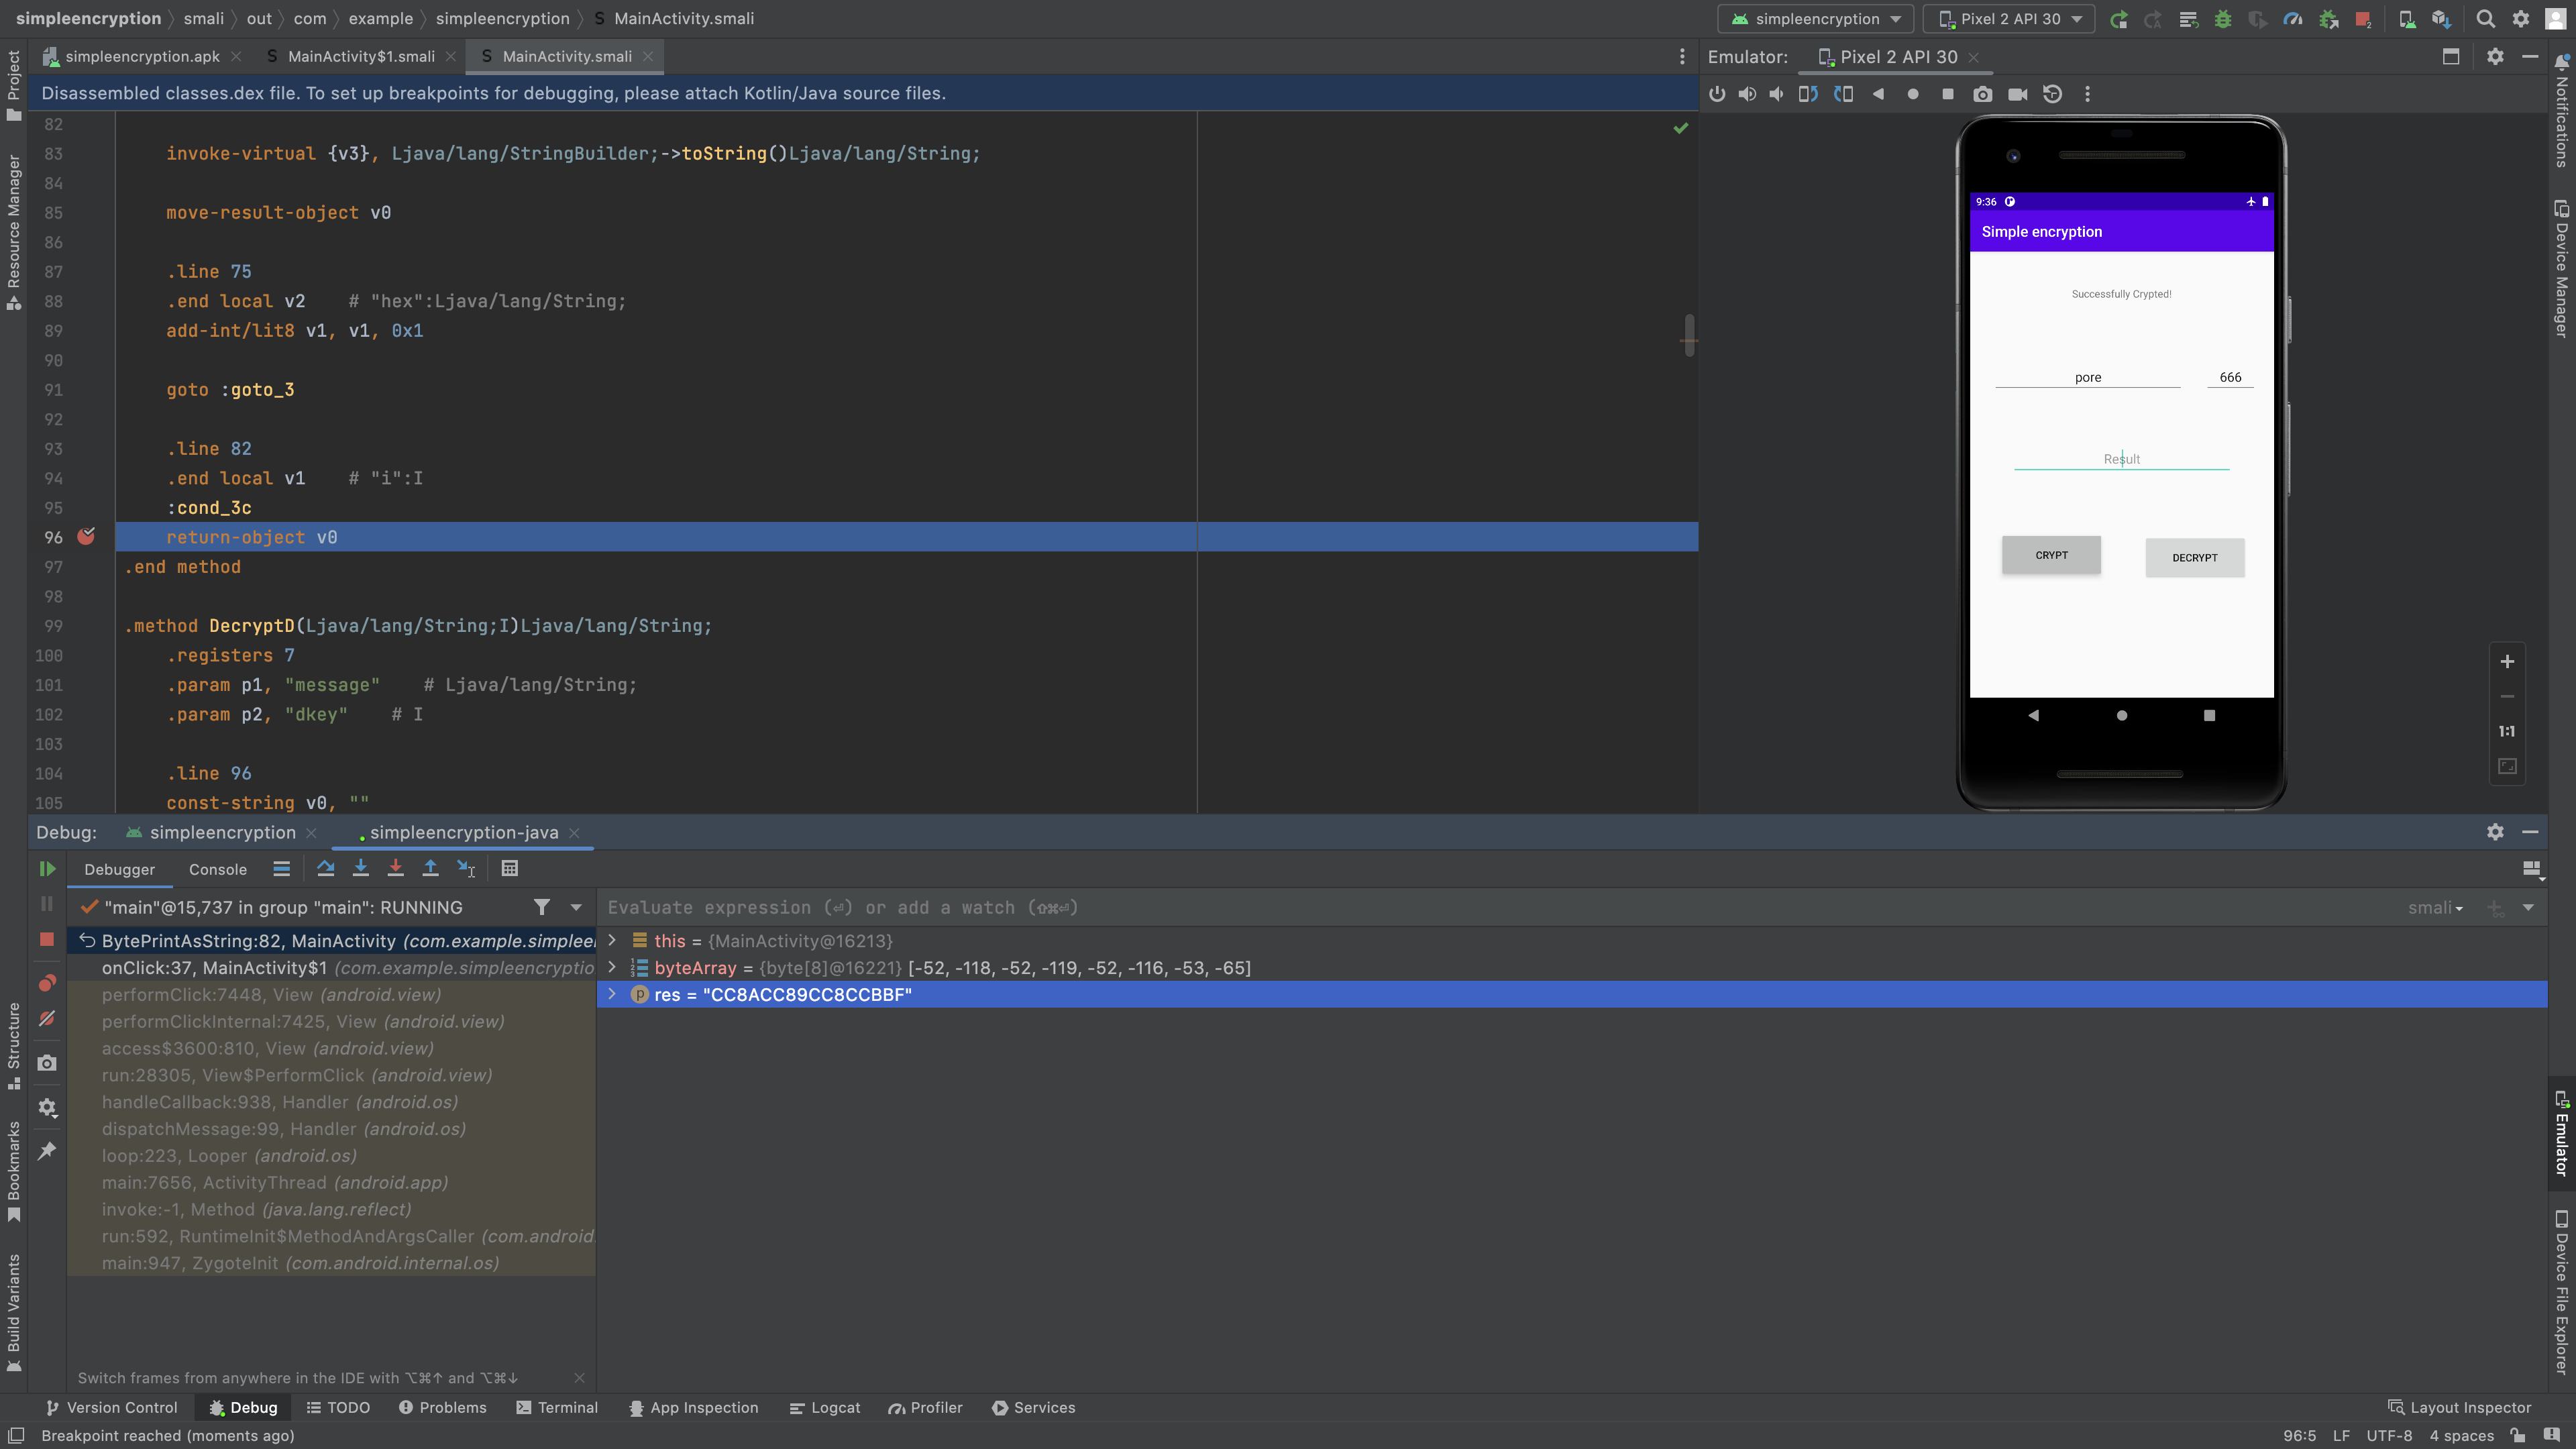 simpleencryption 〉 smali 〉 out 〉 com 〉 example 〉 simpleencryption 〉 S MainActivity.smali
simpleencryption
Pixel 2 API 30
simpleencryption.apk
S MainActivity$1.smali
S MainActivity.smali
Emulator:
Pixel 2 API 30
Disassembled classes.dex file. To set up breakpoints for debugging, please attach Kotlin/Java source files.
82
83 invoke-virtual {v3}, Ljava/lang/StringBuilder;->toString()Ljava/lang/String;
84
85 move-result-object v0
86
87 .line 75
88 .end local v2 # "hex":Ljava/lang/String;
89 add-int/lit8 v1, v1, 0x1
90
91 goto :goto_3
92
93 .line 82
94 .end local v1 # "i":I
95 :cond_3c
96 return-object v0
97 .end method
98
99 .method DecryptD(Ljava/lang/String;I)Ljava/lang/String;
100 .registers 7
101 .param p1, "message" # Ljava/lang/String;
102 .param p2, "dkey" # I
103
104 .line 96
105 const-string v0, ""
9:36
Simple encryption
Successfully Crypted!
pore 666
Result
CRYPT DECRYPT
1:1
Project
Resource Manager
Structure
Bookmarks
Build Variants
Notifications
Device Manager
Emulator
Device File Explorer
Debug: simpleencryption simpleencryption-java
Debugger Console
"main"@15,737 in group "main": RUNNING
Evaluate expression (⏎) or add a watch (⇧⌘⏎)
smali
BytePrintAsString:82, MainActivity (com.example.simpleen
onClick:37, MainActivity$1 (com.example.simpleencryptio
performClick:7448, View (android.view)
performClickInternal:7425, View (android.view)
access$3600:810, View (android.view)
run:28305, View$PerformClick (android.view)
handleCallback:938, Handler (android.os)
dispatchMessage:99, Handler (android.os)
loop:223, Looper (android.os)
main:7656, ActivityThread (android.app)
invoke:-1, Method (java.lang.reflect)
run:592, RuntimeInit$MethodAndArgsCaller (com.android.
main:947, ZygoteInit (com.android.internal.os)
this = {MainActivity@16213}
byteArray = {byte[8]@16221} [-52, -118, -52, -119, -52, -116, -53, -65]
res = "CC8ACC89CC8CCBBF"
Switch frames from anywhere in the IDE with ⌥⌘↑ and ⌥⌘↓
Version Control Debug TODO Problems Terminal App Inspection Logcat Profiler Services Layout Inspector
Breakpoint reached (moments ago)
96:5 LF UTF-8 4 spaces